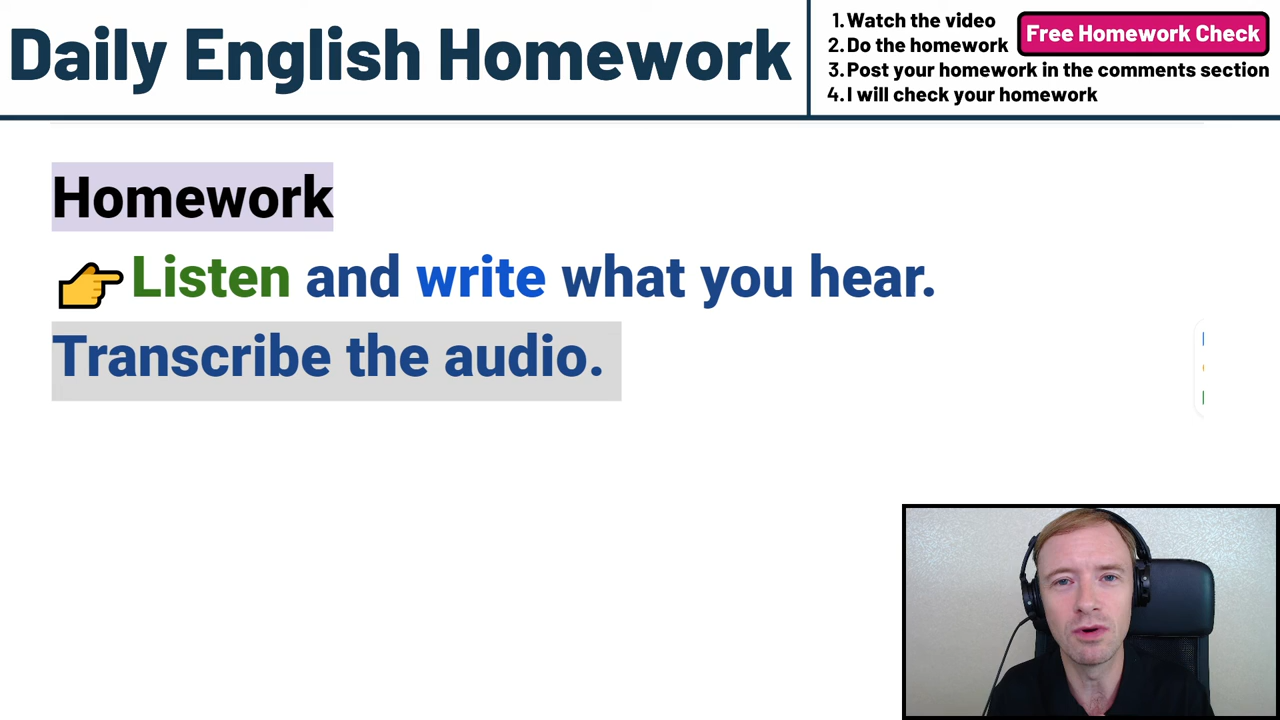 Daily English Homework
1. Watch the video
2. Do the homework
Free Homework Check
3. Post your homework in the comments section
4. I will check your homework
Homework
👉Listen and write what you hear.
Transcribe the audio.